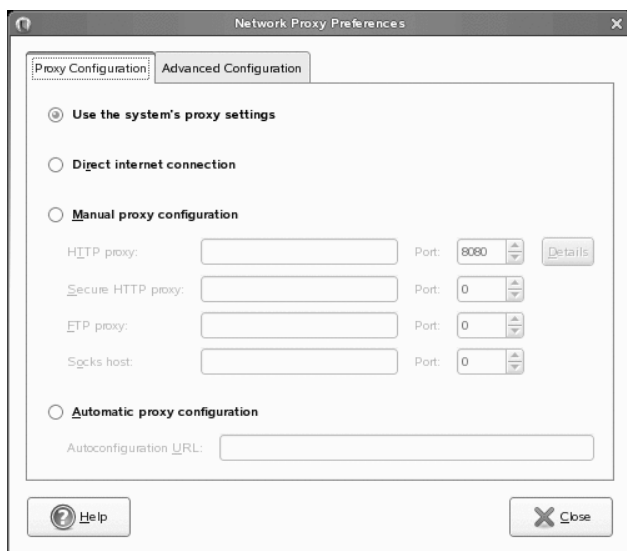 Network Proxy Preferences
Proxy Configuration Advanced Configuration
Use the system's proxy settings
Direct internet connection
Manual proxy configuration
HTTP proxy: Port: 8080 Details
Secure HTTP proxy: Port: 0
FTP proxy: Port: 0
Socks host: Port: 0
Automatic proxy configuration
Autoconfiguration URL:
Help Close